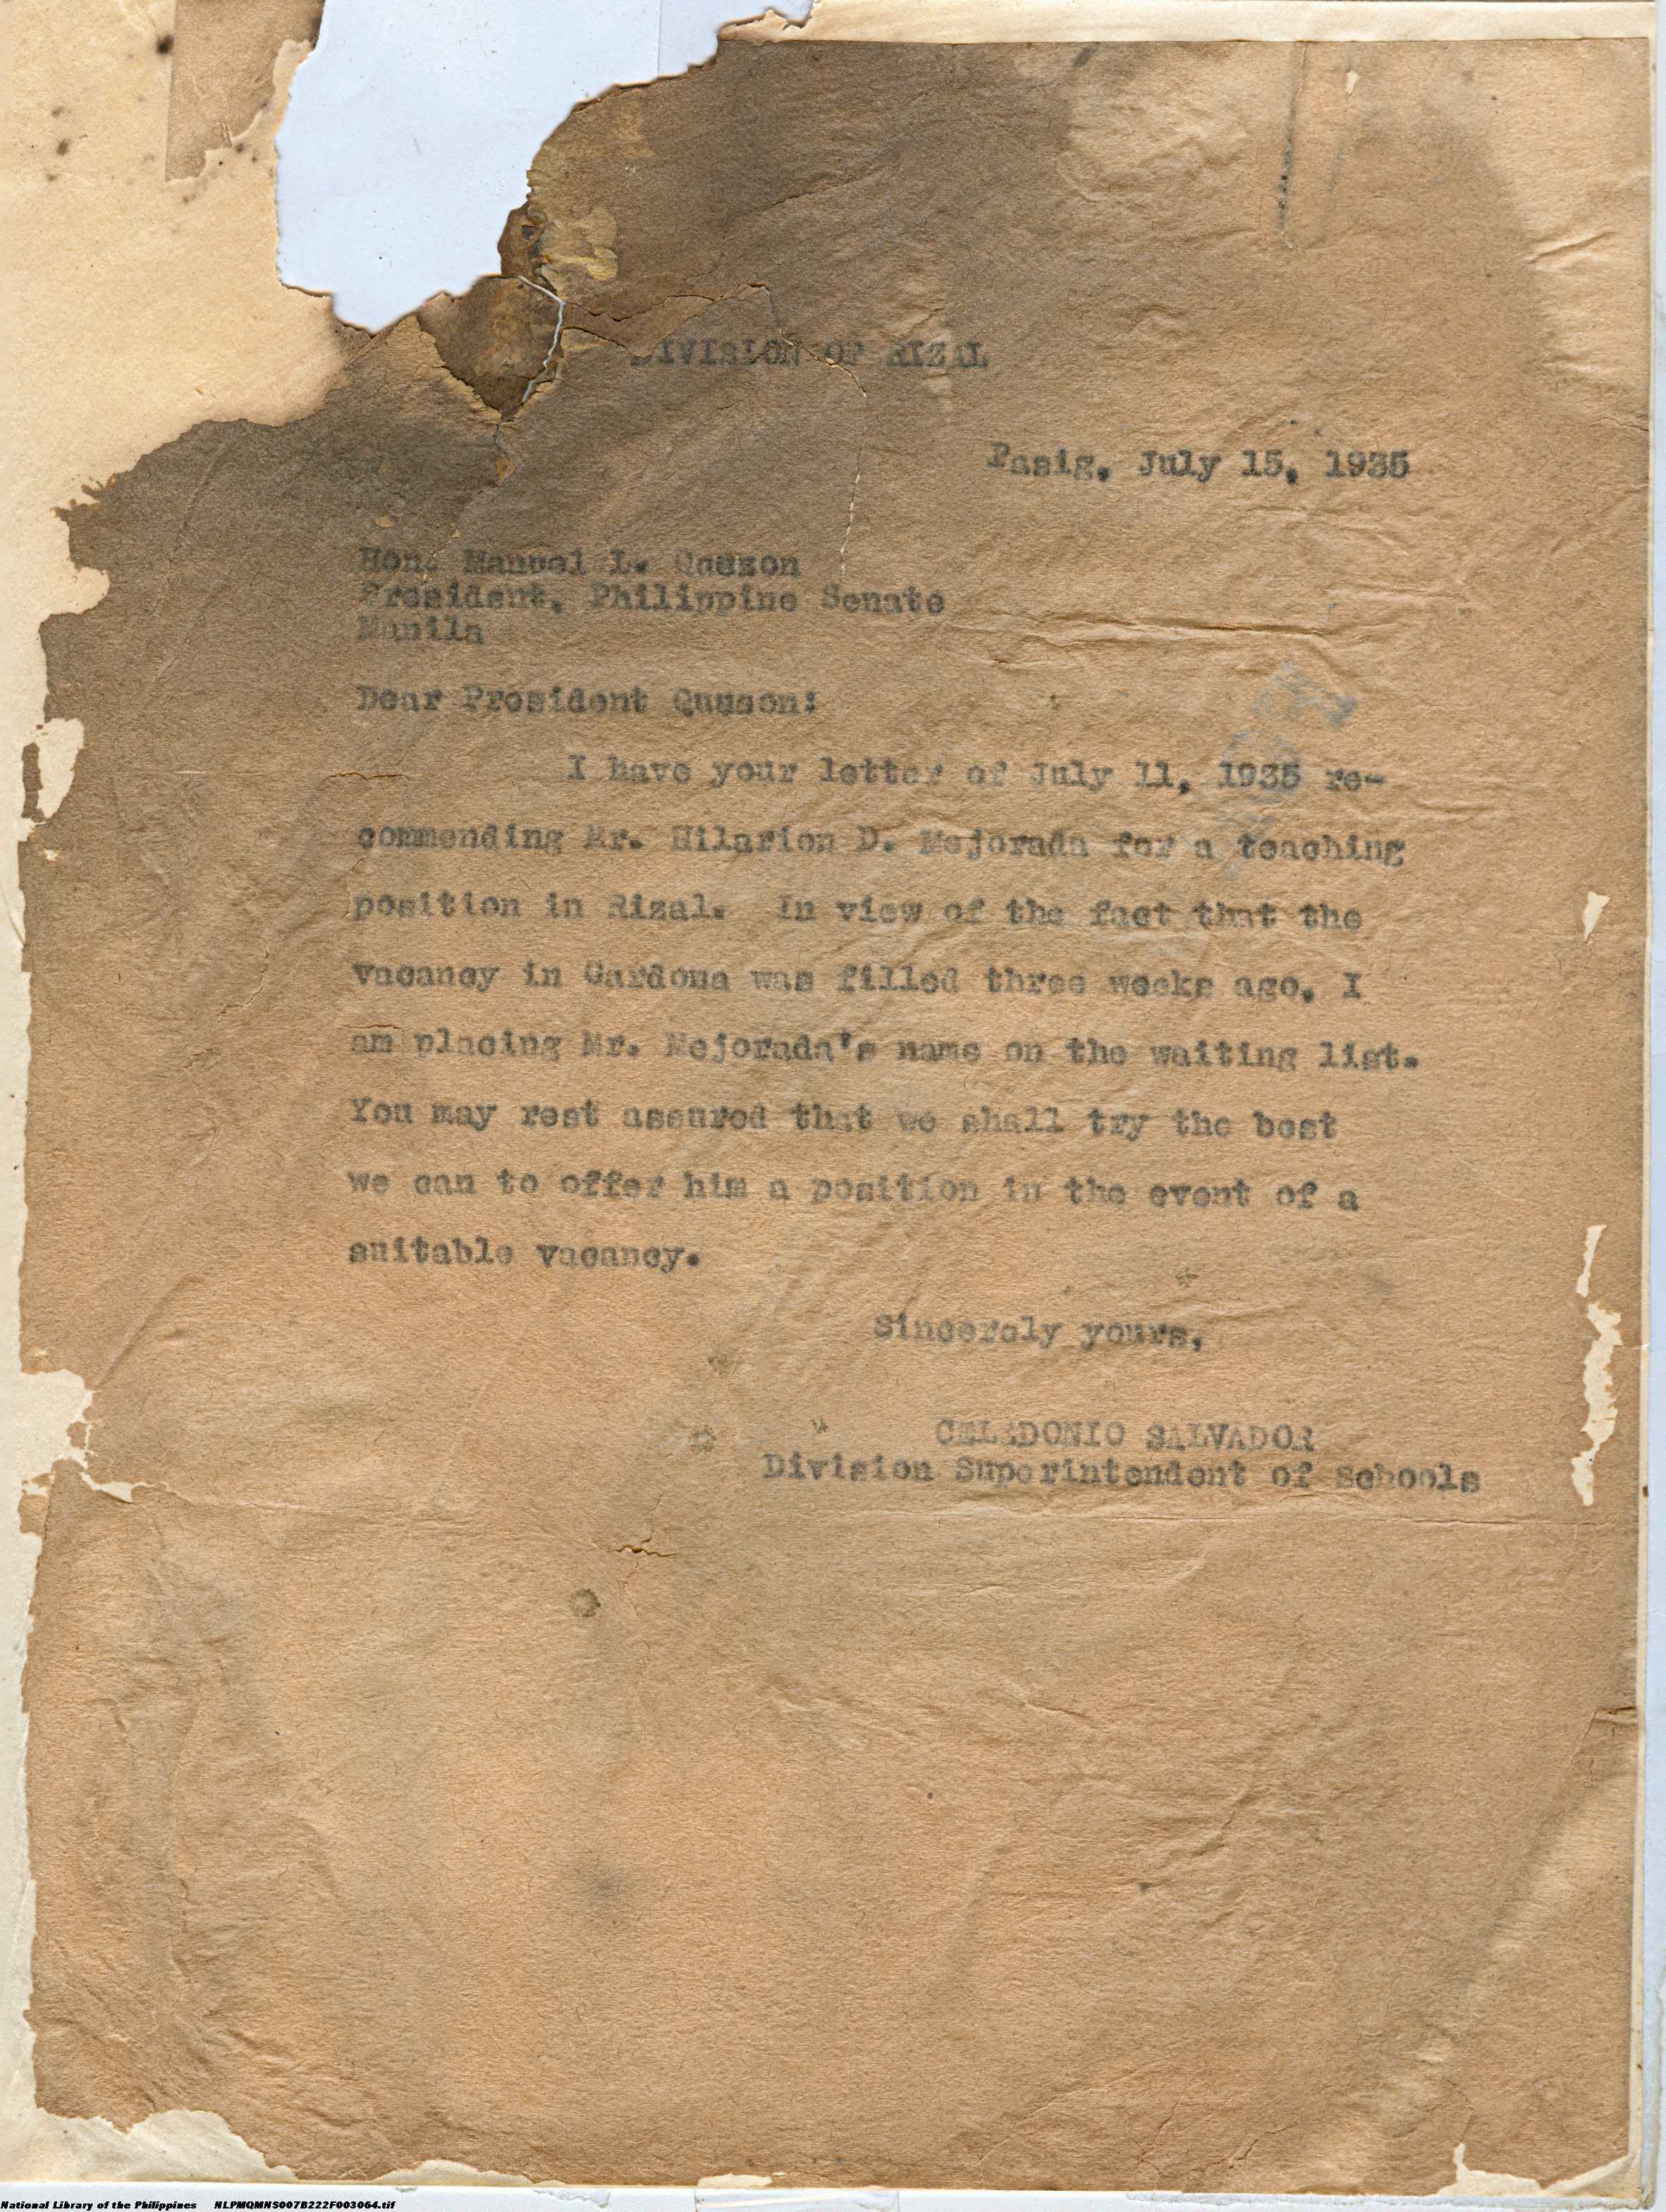 DIVISION OF RIZAL
Pasig, July 15, 1935
Hon. Manuel L. Quezon
President, Philippine Senate
Manila
Dear President Quezon:
I have your letter of July 11, 1935 re-
commending Mr. Hilarion D. Mejorada for a teaching
position in Rizal. In view of the fact that the
vacancy in Cardona was filled three weeks ago, I
am placing Mr. Mejorada's name on the waiting list.
You may rest assured that we shall try the best
we can to offer him a position in the event of a
suitable vacancy.
Sincerely yours,
CELEDONIO SALVADOR
Division Superintendent of Schools
National Library of the Philippines NLPMQMNS007B222F003064.tif